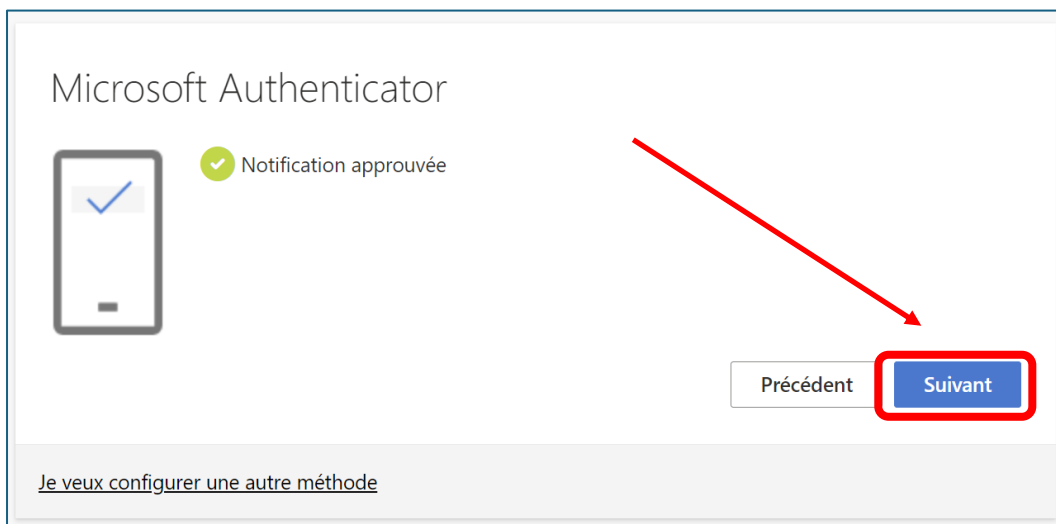 Microsoft Authenticator
Notification approuvée
Précédent
Suivant
Je veux configurer une autre méthode